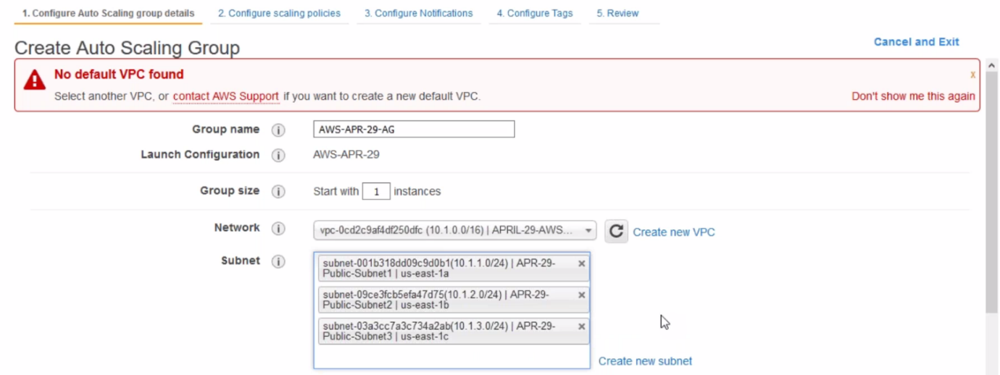 1. Configure Auto Scaling group details 2. Configure scaling policies 3. Configure Notifications 4. Configure Tags 5. Review
Create Auto Scaling Group
Cancel and Exit
No default VPC found
x
Select another VPC, or contact AWS Support if you want to create a new default VPC.
Don't show me this again
Group name i AWS-APR-29-AG
Launch Configuration i AWS-APR-29
Group size i Start with 1 instances
Network i vpc-0cd2c9af4df250dfc (10.1.0.0/16) | APRIL-29-AWS... Create new VPC
Subnet i
subnet-001b318dd09c9d0b1(10.1.1.0/24) | APR-29- ×
Public-Subnet1 | us-east-1a
subnet-09ce3fcb5efa47d75(10.1.2.0/24) | APR-29- ×
Public-Subnet2 | us-east-1b
subnet-03a3cc7a3c734a2ab(10.1.3.0/24) | APR-29- ×
Public-Subnet3 | us-east-1c
Create new subnet